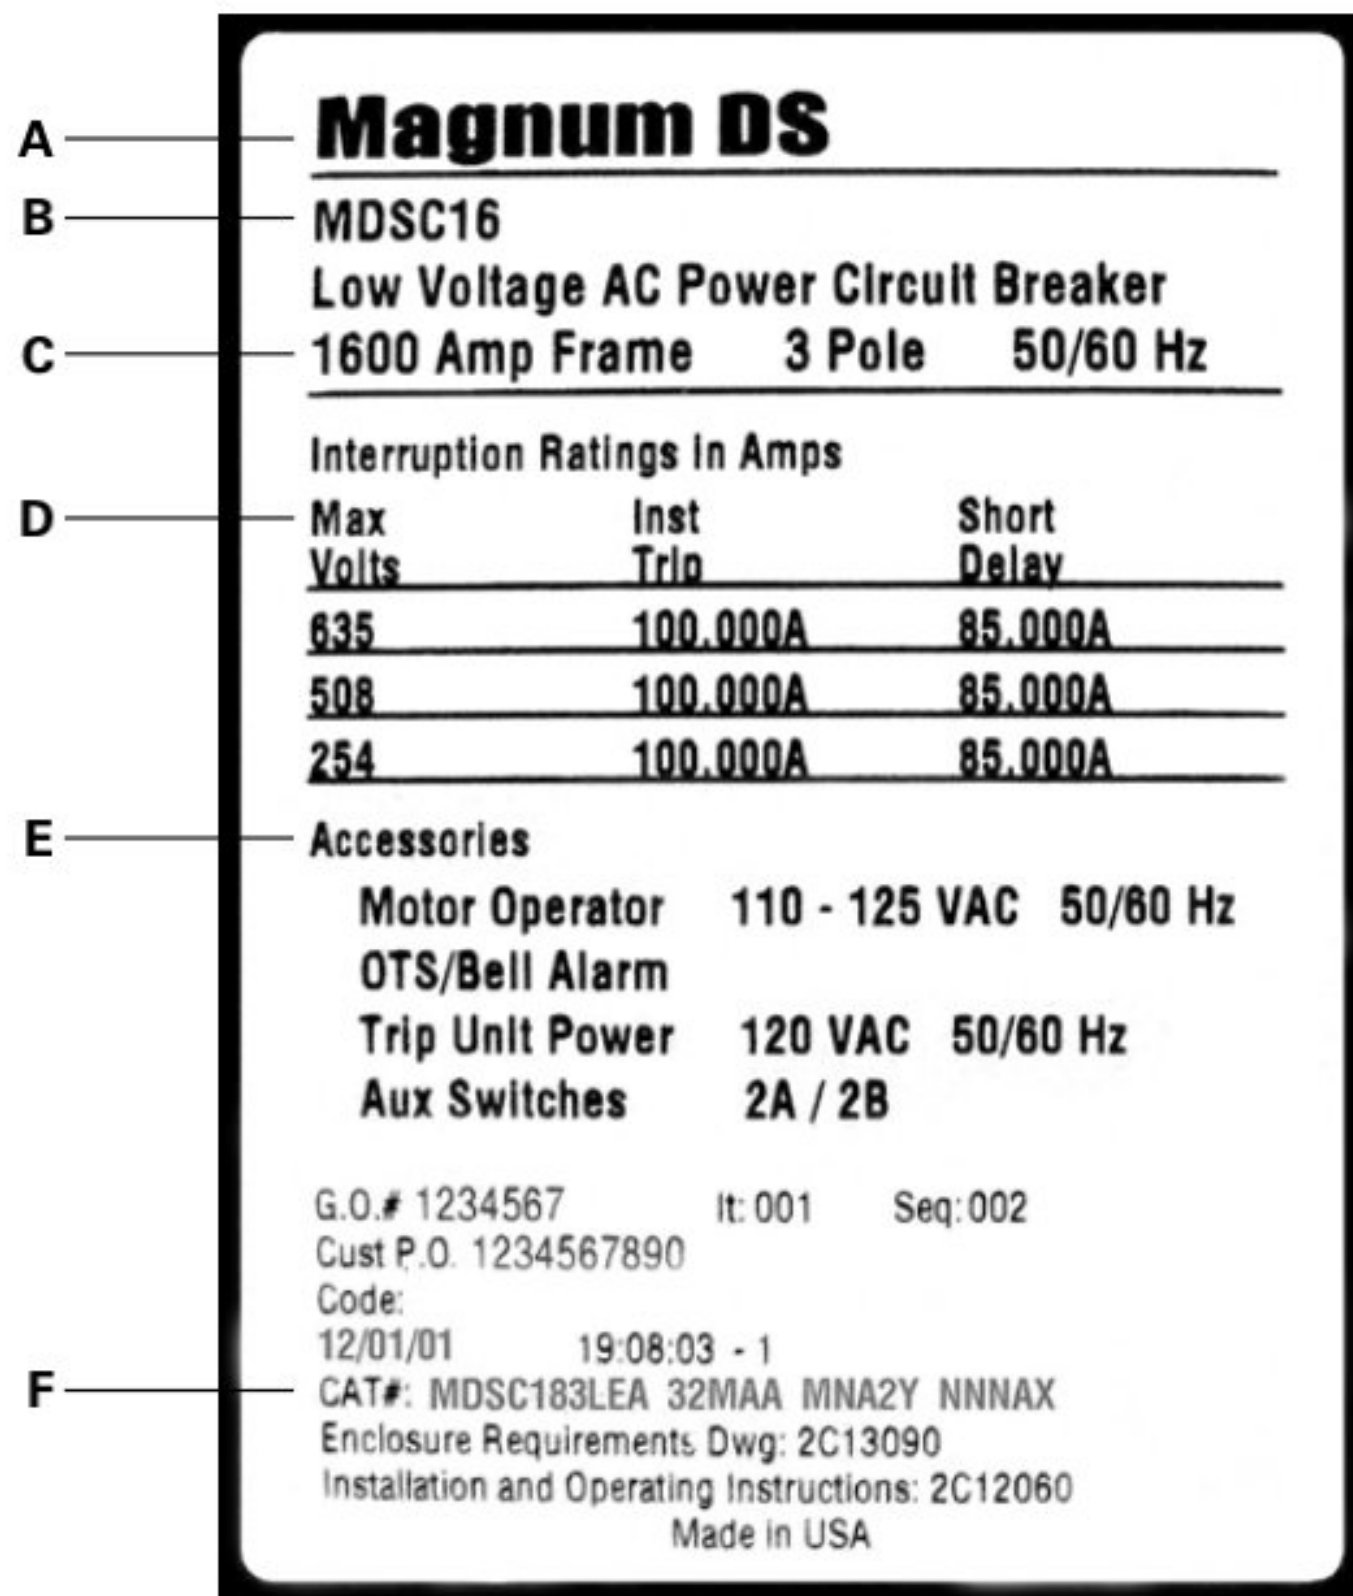 A Magnum DS
B MDSC16
Low Voltage AC Power Circuit Breaker
C 1600 Amp Frame 3 Pole 50/60 Hz
Interruption Ratings in Amps
D Max Inst Short
Volts Trip Delay
635 100,000A 85,000A
508 100,000A 85,000A
254 100,000A 85,000A
E Accessories
Motor Operator 110 - 125 VAC 50/60 Hz
OTS/Bell Alarm
Trip Unit Power 120 VAC 50/60 Hz
Aux Switches 2A / 2B
G.O.# 1234567 It: 001 Seq: 002
Cust P.O. 1234567890
Code:
12/01/01 19:08:03 - 1
F CAT#: MDSC183LEA 32MAA MNA2Y NNNAX
Enclosure Requirements Dwg: 2C13090
Installation and Operating Instructions: 2C12060
Made in USA